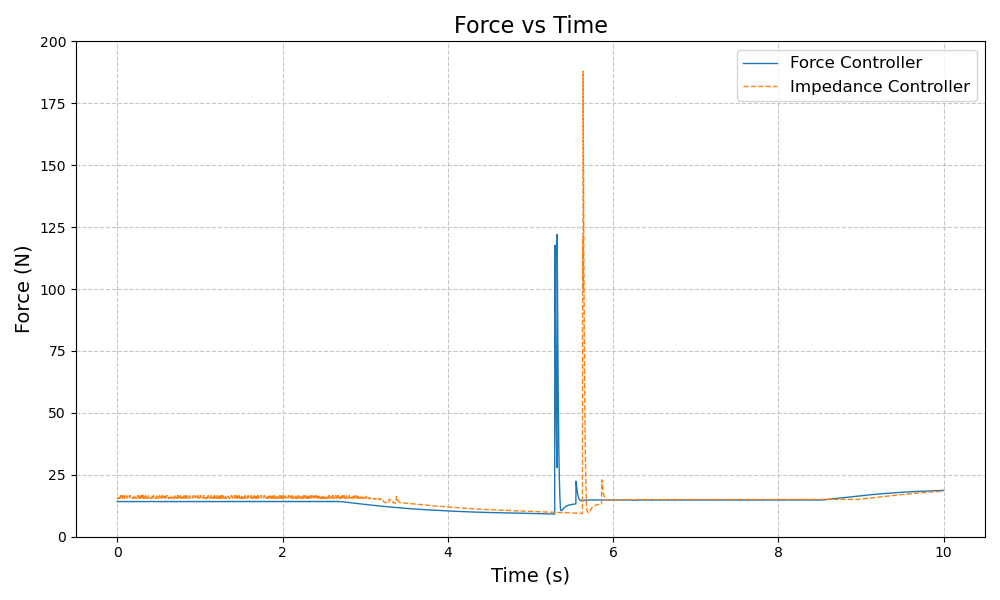 Force vs Time
Force Controller
Impedance Controller
Force (N)
200
175
150
125
100
75
50
25
0
0 2 4 6 8 10
Time (s)